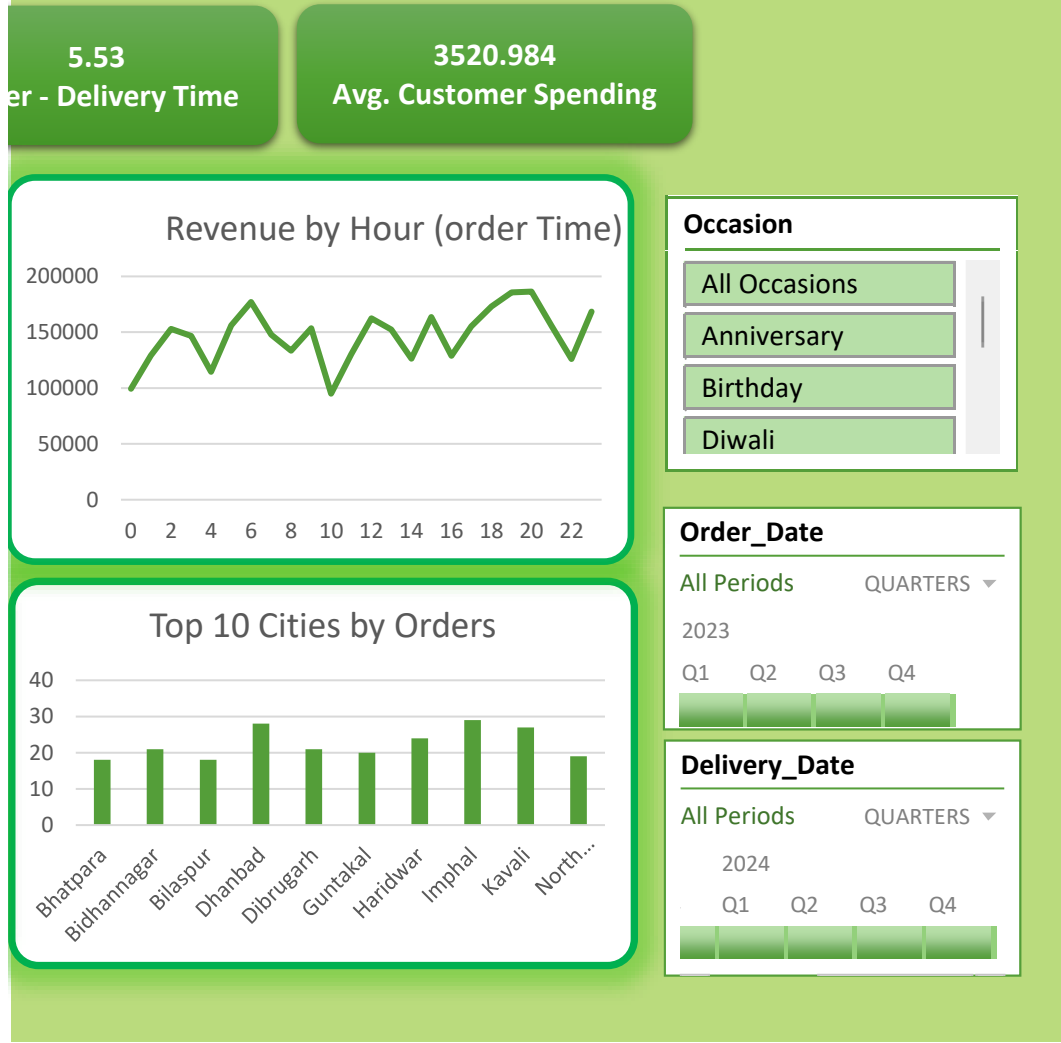 5.53
er - Delivery Time
3520.984
Avg. Customer Spending
Revenue by Hour (order Time)
200000
150000
100000
50000
0
0 2 4 6 8 10 12 14 16 18 20 22
Occasion
All Occasions
Anniversary
Birthday
Diwali
Top 10 Cities by Orders
40
30
20
10
0
Bhatpara
Bidhannagar
Bilaspur
Dhanbad
Dibrugarh
Guntakal
Haridwar
Imphal
Kavali
North...
Order_Date
All Periods QUARTERS
2023
Q1 Q2 Q3 Q4
Delivery_Date
All Periods QUARTERS
2024
Q1 Q2 Q3 Q4